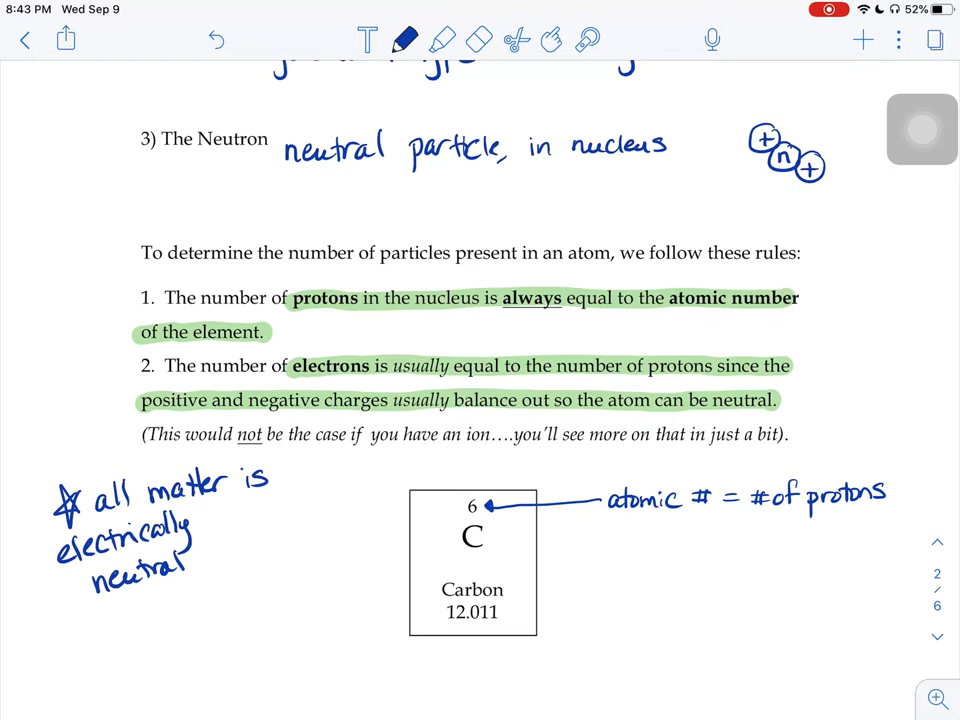 8:43 PM Wed Sep 9
52%
T
3) The Neutron neutral particle, in nucleus
+
n
+
To determine the number of particles present in an atom, we follow these rules:
1. The number of protons in the nucleus is always equal to the atomic number
of the element.
2. The number of electrons is usually equal to the number of protons since the
positive and negative charges usually balance out so the atom can be neutral.
(This would not be the case if you have an ion....you'll see more on that in just a bit).
all matter is
electrically
neutral
6
atomic # = # of protons
C
Carbon
12.011
2
/
6